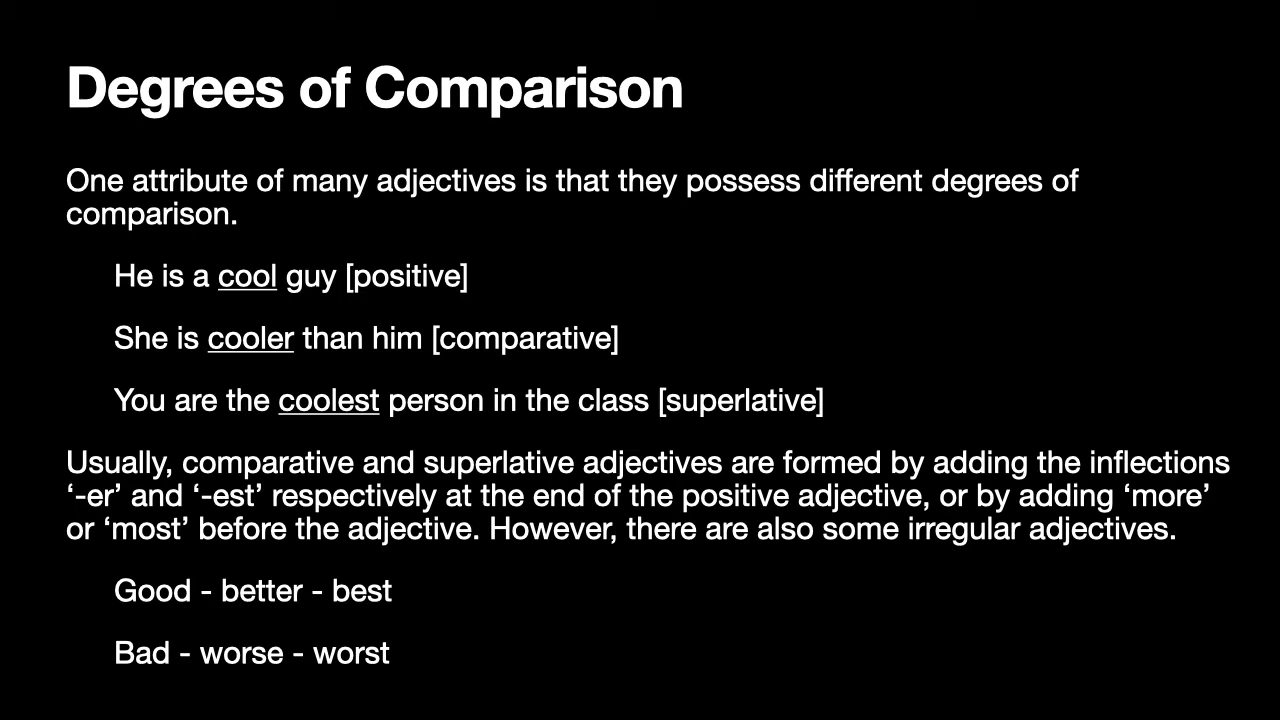 Degrees of Comparison
One attribute of many adjectives is that they possess different degrees of
comparison.
He is a cool guy [positive]
She is cooler than him [comparative]
You are the coolest person in the class [superlative]
Usually, comparative and superlative adjectives are formed by adding the inflections
‘-er’ and ‘-est’ respectively at the end of the positive adjective, or by adding ‘more’
or ‘most’ before the adjective. However, there are also some irregular adjectives.
Good - better - best
Bad - worse - worst